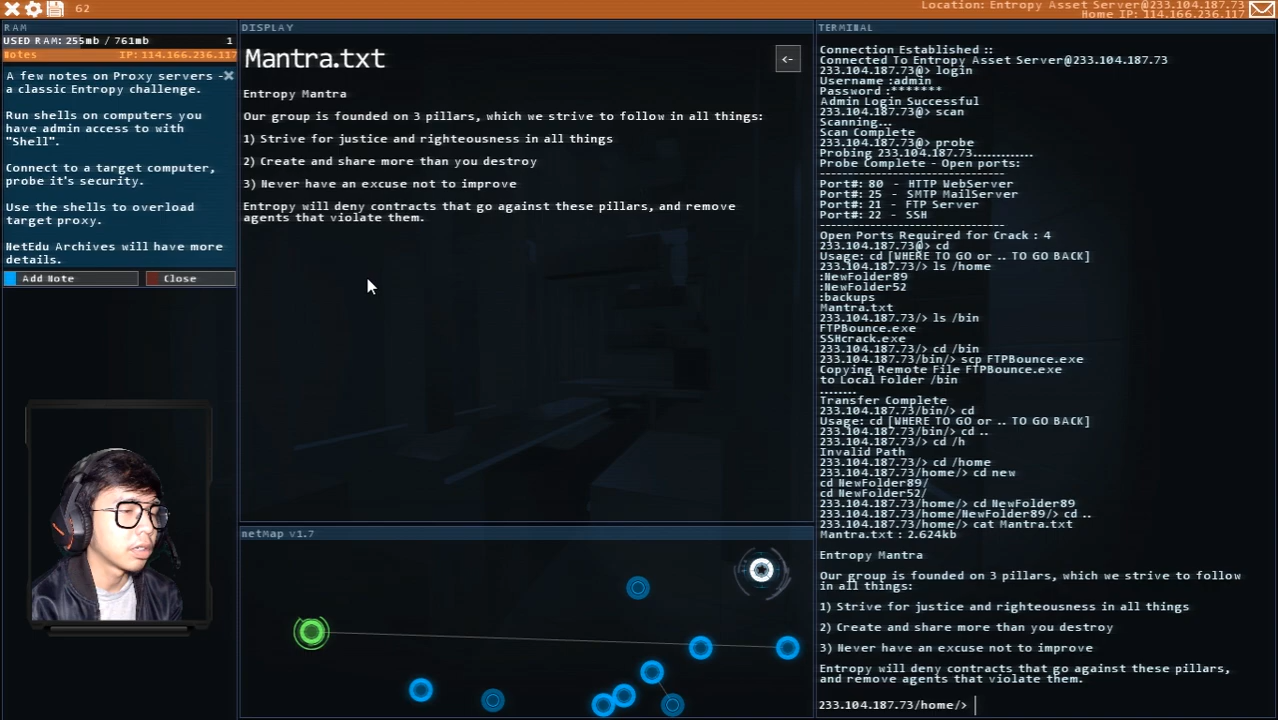 62
Location: Entropy Asset Server@233.104.187.73
Home IP: 114.166.236.117
RAM
USED RAM: 255mb / 761mb
1
Notes
IP: 114.166.236.117
A few notes on Proxy servers -
a classic Entropy challenge.
Run shells on computers you
have admin access to with
"Shell".
Connect to a target computer,
probe it's security.
Use the shells to overload
target proxy.
NetEdu Archives will have more
details.
Add Note
Close
DISPLAY
Mantra.txt
<-
Entropy Mantra
Our group is founded on 3 pillars, which we strive to follow in all things:
1) Strive for justice and righteousness in all things
2) Create and share more than you destroy
3) Never have an excuse not to improve
Entropy will deny contracts that go against these pillars, and remove
agents that violate them.
netMap v1.7
TERMINAL
Connection Established ::
Connected To Entropy Asset Server@233.104.187.73
233.104.187.73@> login
Username :admin
Password :*******
Admin Login Successful
233.104.187.73@> scan
Scanning...
Scan Complete
233.104.187.73@> probe
Probing 233.104.187.73.............
Probe Complete - Open ports:
---------------------------------
Port#: 80 - HTTP WebServer
Port#: 25 - SMTP MailServer
Port#: 21 - FTP Server
Port#: 22 - SSH
---------------------------------
Open Ports Required for Crack : 4
233.104.187.73@> cd
Usage: cd [WHERE TO GO or .. TO GO BACK]
233.104.187.73/> ls /home
:NewFolder89
:NewFolder52
:backups
Mantra.txt
233.104.187.73/> ls /bin
FTPBounce.exe
SSHcrack.exe
233.104.187.73/> cd /bin
233.104.187.73/bin/> scp FTPBounce.exe
Copying Remote File FTPBounce.exe
to Local Folder /bin
........
Transfer Complete
233.104.187.73/bin/> cd
Usage: cd [WHERE TO GO or .. TO GO BACK]
233.104.187.73/bin/> cd ..
233.104.187.73/> cd /h
Invalid Path
233.104.187.73/> cd /home
233.104.187.73/home/> cd new
cd NewFolder89/
cd NewFolder52/
233.104.187.73/home/> cd NewFolder89
233.104.187.73/home/NewFolder89/> cd ..
233.104.187.73/home/> cat Mantra.txt
Mantra.txt : 2.624kb
Entropy Mantra
Our group is founded on 3 pillars, which we strive to follow
in all things:
1) Strive for justice and righteousness in all things
2) Create and share more than you destroy
3) Never have an excuse not to improve
Entropy will deny contracts that go against these pillars,
and remove agents that violate them.
233.104.187.73/home/>